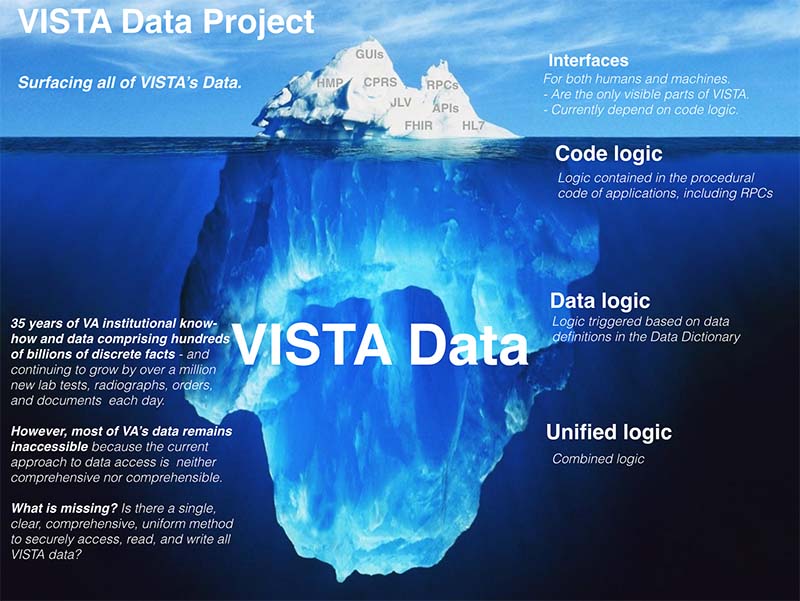 VISTA Data Project
Surfacing all of VISTA's Data.
GUIs
HMP
CPRS
RPCs
JLV
APIs
FHIR
HL7
Interfaces
For both humans and machines.
- Are the only visible parts of VISTA.
- Currently depend on code logic.
Code logic
Logic contained in the procedural
code of applications, including RPCs
Data logic
Logic triggered based on data
definitions in the Data Dictionary
Unified logic
Combined logic
VISTA Data
35 years of VA institutional know-
how and data comprising hundreds
of billions of discrete facts - and
continuing to grow by over a million
new lab tests, radiographs, orders,
and documents each day.
However, most of VA's data remains
inaccessible because the current
approach to data access is neither
comprehensive nor comprehensible.
What is missing? Is there a single,
clear, comprehensive, uniform method
to securely access, read, and write all
VISTA data?